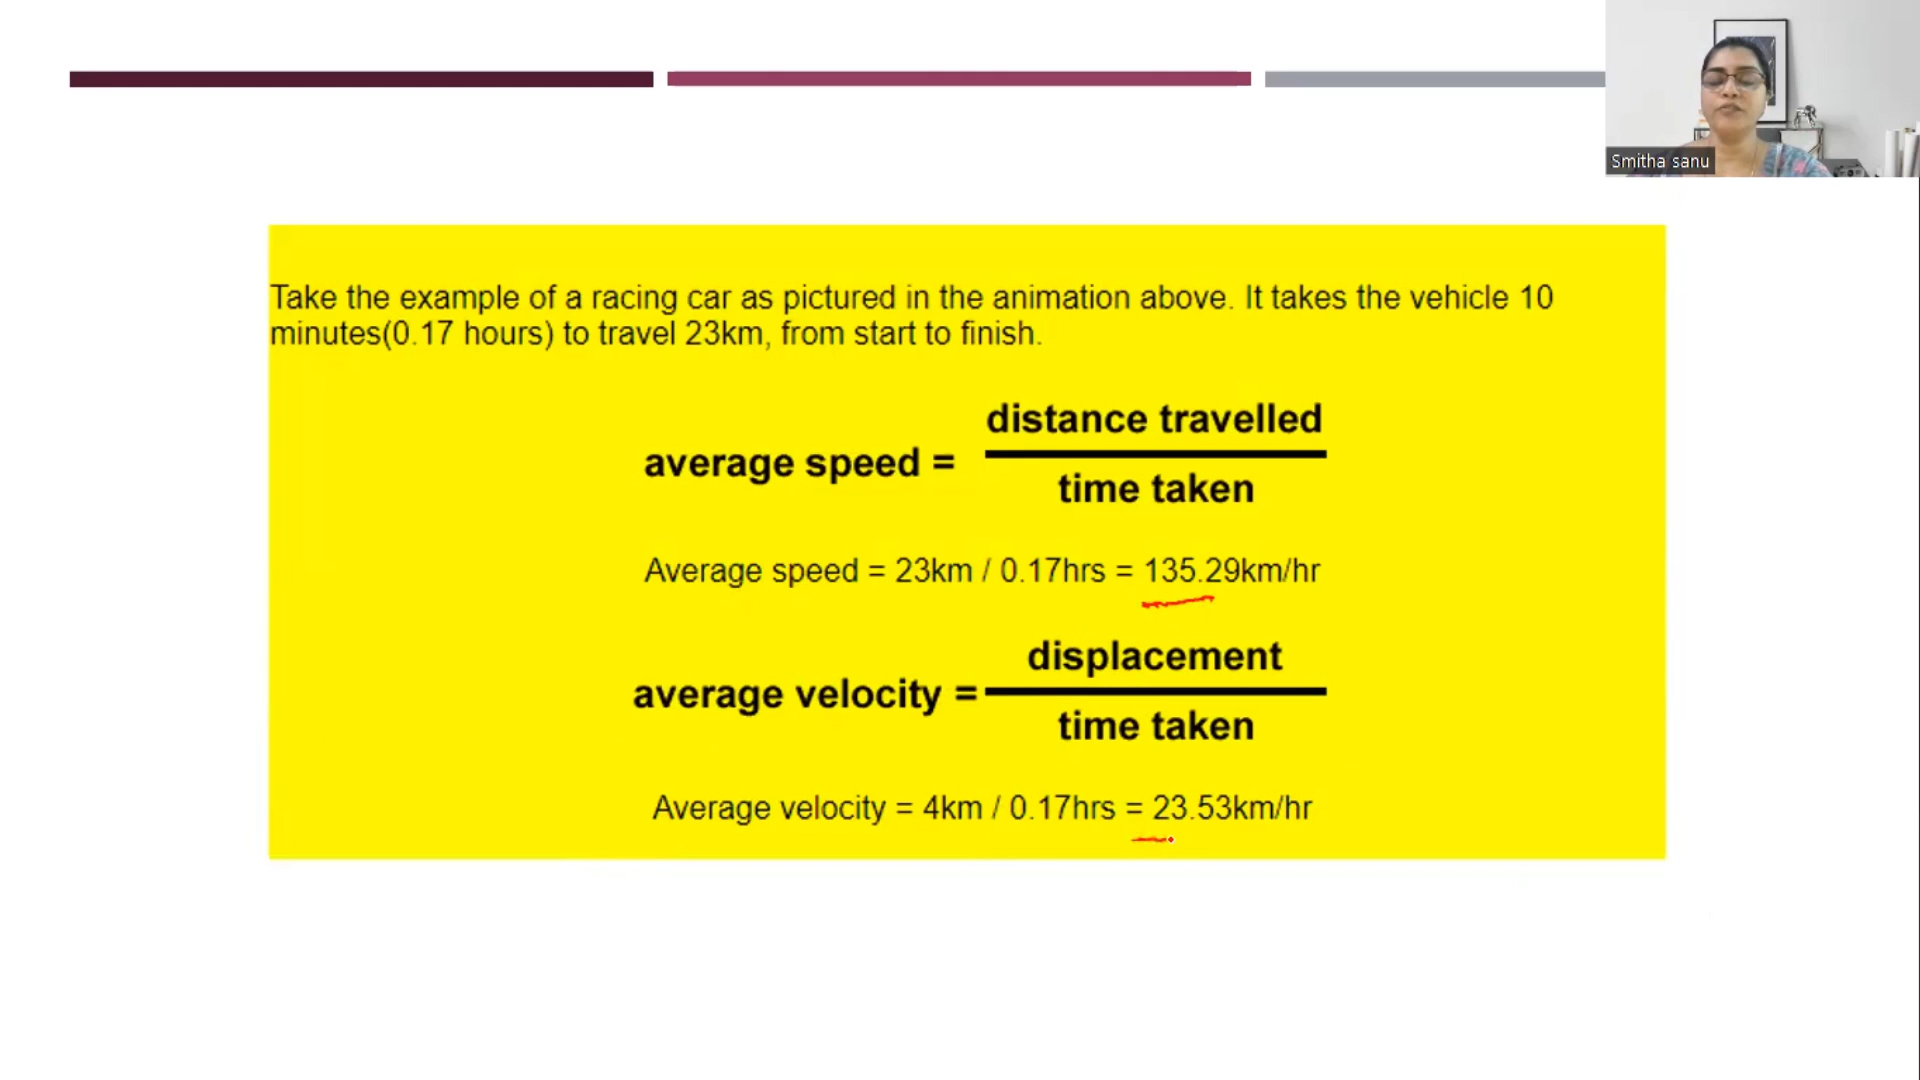 Smitha sanu
Take the example of a racing car as pictured in the animation above. It takes the vehicle 10
minutes(0.17 hours) to travel 23km, from start to finish.
distance travelled
average speed =
time taken
Average speed = 23km / 0.17hrs = 135.29km/hr
displacement
average velocity =
time taken
Average velocity = 4km / 0.17hrs = 23.53km/hr